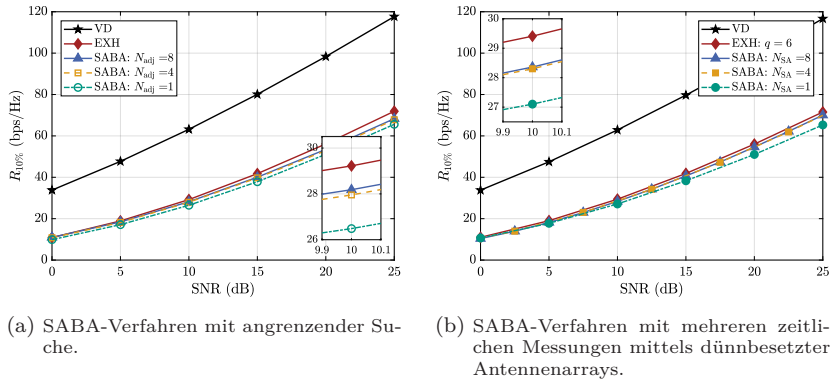 120
100
80
60
40
20
0
R10% (bps/Hz)
VD
EXH
SABA: Nadj =8
SABA: Nadj =4
SABA: Nadj =1
30
28
26
9.9 10 10.1
0 5 10 15 20 25
SNR (dB)
(a) SABA-Verfahren mit angrenzender Su-
che.
120
100
80
60
40
20
0
R10% (bps/Hz)
30
29
28
27
9.9 10 10.1
VD
EXH: q = 6
SABA: NSA =8
SABA: NSA =4
SABA: NSA =1
0 5 10 15 20 25
SNR (dB)
(b) SABA-Verfahren mit mehreren zeitli-
chen Messungen mittels dünnbesetzter
Antennenarrays.